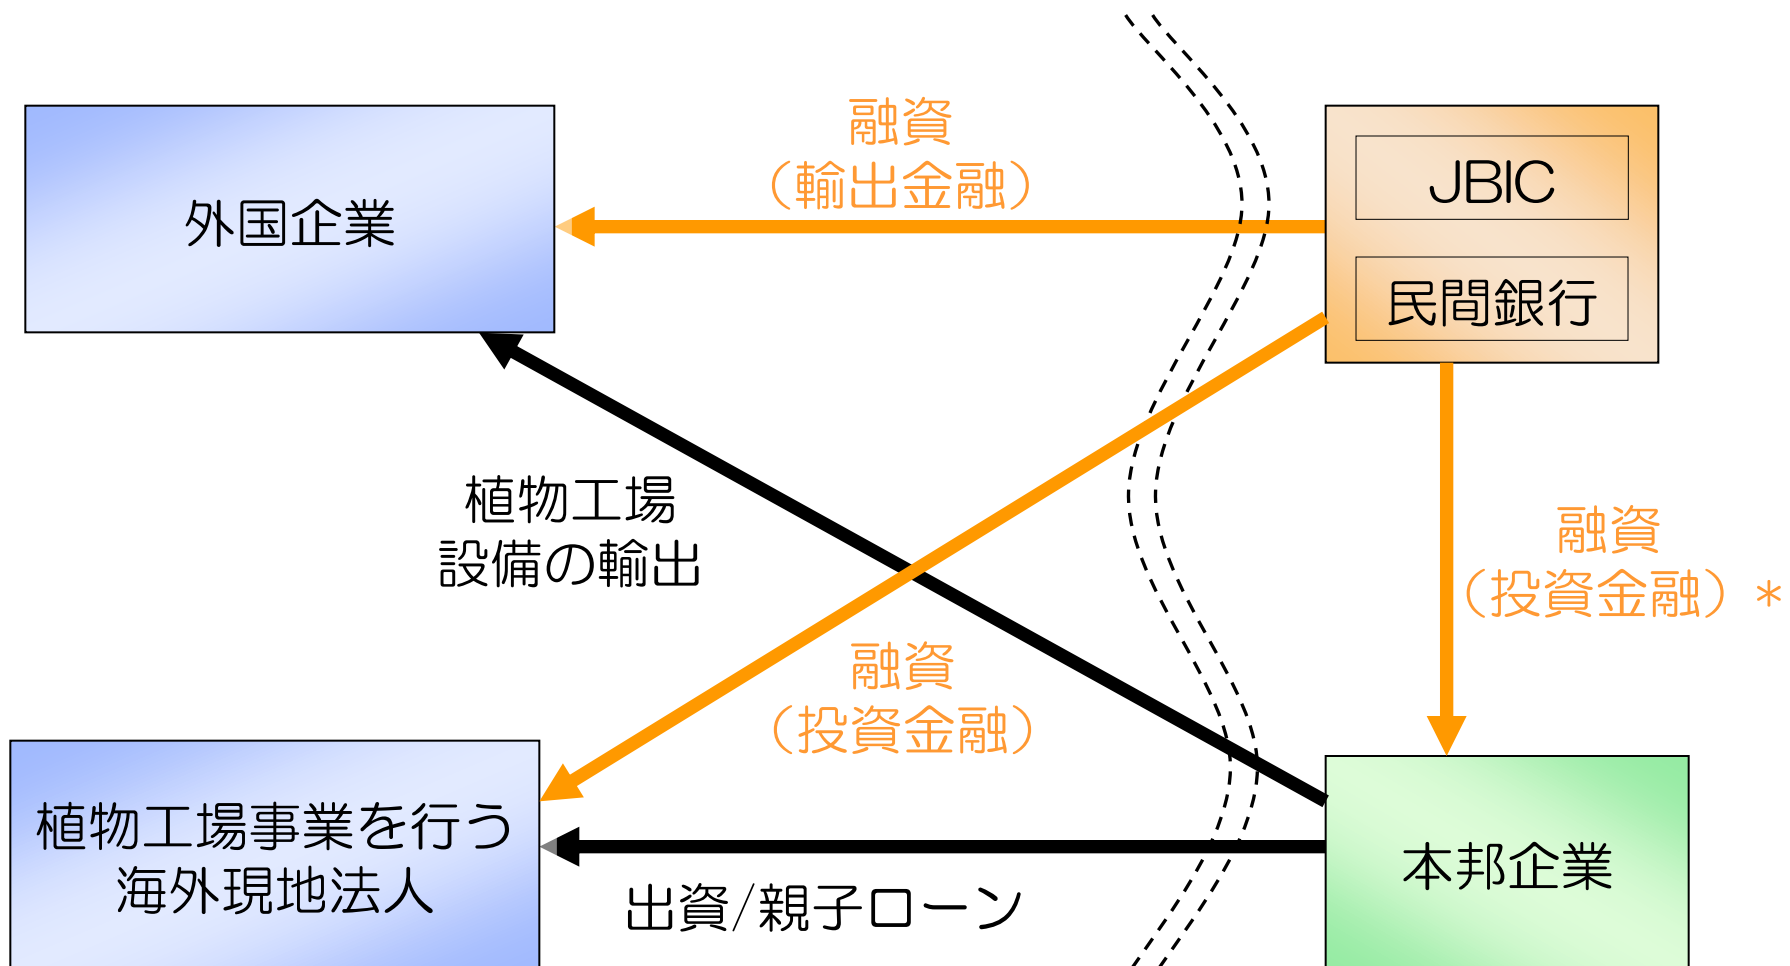 融資
（輸出金融）
JBIC
外国企業
民間銀行
植物工場
設備の輸出
融資
（投資金融）＊
融資
（投資金融）
植物工場事業を行う
海外現地法人
本邦企業
出資/親子ローン